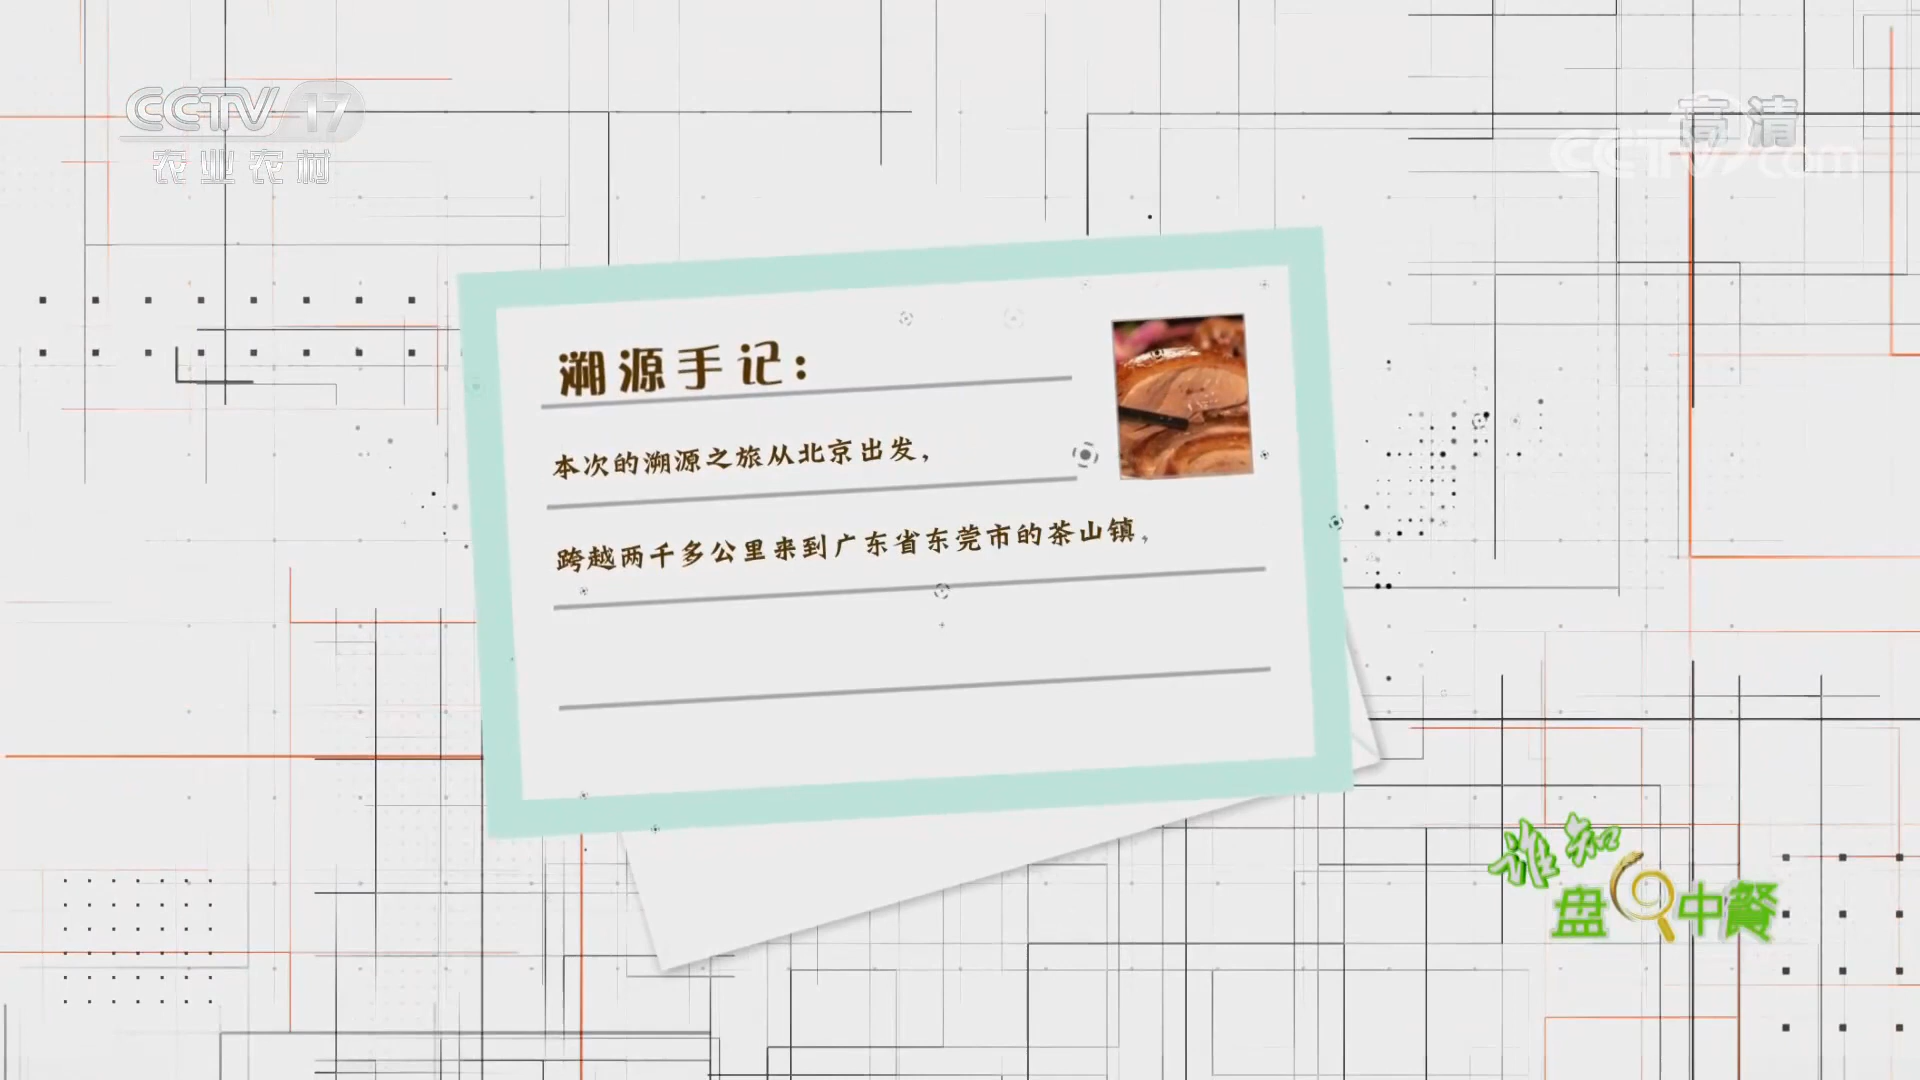 CCTV 17
农业农村
高清
CCTV.com
溯源手记：
本次的溯源之旅从北京出发，
跨越两千多公里来到广东省东莞市的茶山镇，
谁知
盘中餐